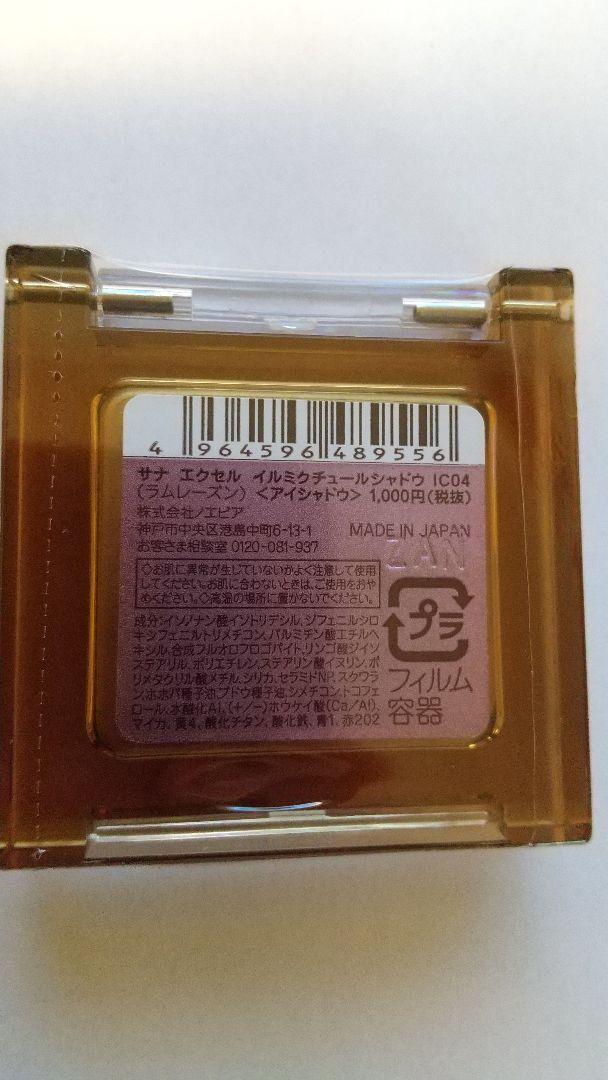 4 964596 489556
サナ エクセル イルミクチュールシャドウ IC04
(ラムレーズン) <アイシャドウ> 1,000円(税抜)
株式会社ノエビア
神戸市中央区港島中町6-13-1
お客さま相談室 0120-081-937
MADE IN JAPAN
ZAN
◇お肌に異常が生じていないかよく注意して使用
してください。お肌に合わないときは、ご使用をおや
めください。◇高温の場所に置かないでください。
成分:イソノナン酸イソトリデシル、ジフェニルシロ
キシフェニルトリメチコン、パルミチン酸エチルヘ
キシル、合成フルオロフロゴパイト、リンゴ酸ジイソ
ステアリル、ポリエチレン、ステアリン酸イヌリン、ポ
リメタクリル酸メチル、シリカ、セラミドNP、スクワラ
ン、ホホバ種子油、ブドウ種子油、シメチコン、トコフェ
ロール、水酸化Al、(+/-)ホウケイ酸(Ca/Al)、
マイカ、黄4、酸化チタン、酸化鉄、青1、赤202
プラ
フィルム
容器